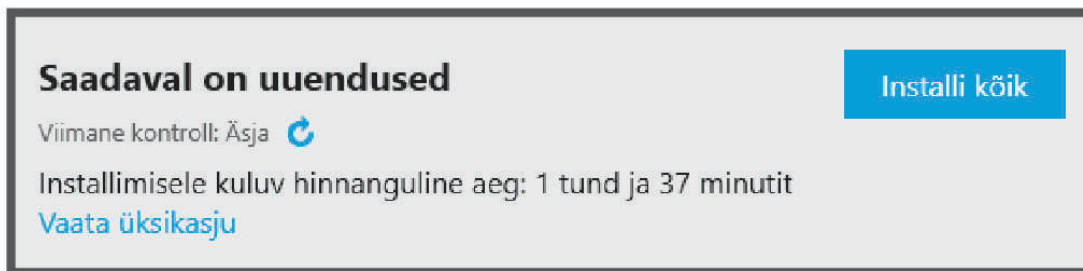 Saadaval on uuendused
Installi kõik
Viimane kontroll: Äsja
Installimisele kuluv hinnanguline aeg: 1 tund ja 37 minutit
Vaata üksikasju